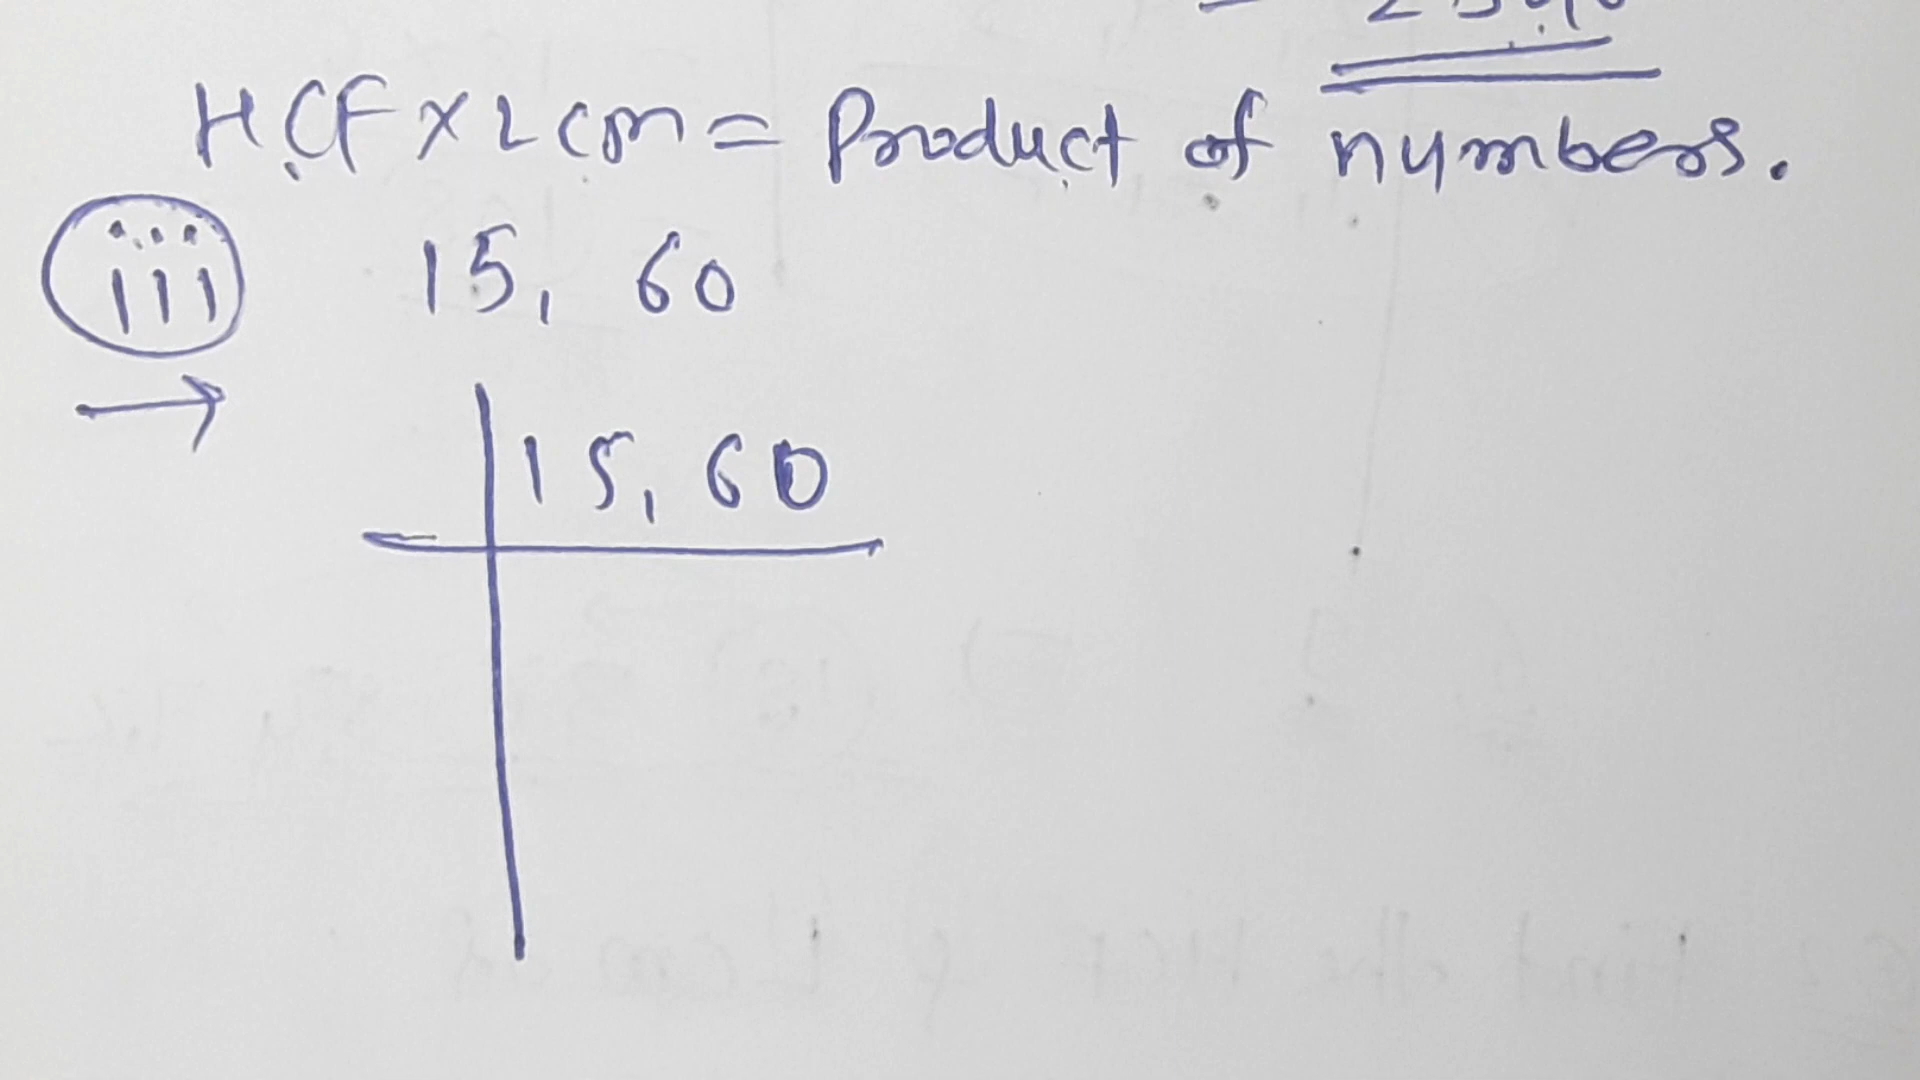 HCF × LCM = Product of numbers.
iii 15, 60
15, 60